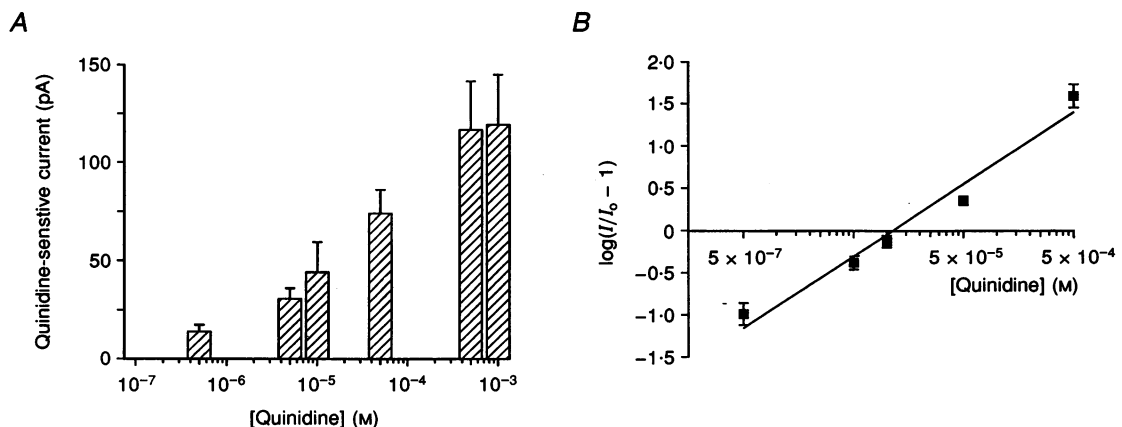 A
B
Quinidine-senstive current (pA)
150
100
50
0
10⁻⁷
10⁻⁶
10⁻⁵
10⁻⁴
10⁻³
[Quinidine] (M)
log(I/Iₒ − 1)
2·0
1·5
1·0
0·5
0
−0·5
−1·0
−1·5
5 × 10⁻⁷
5 × 10⁻⁵
5 × 10⁻⁴
[Quinidine] (M)